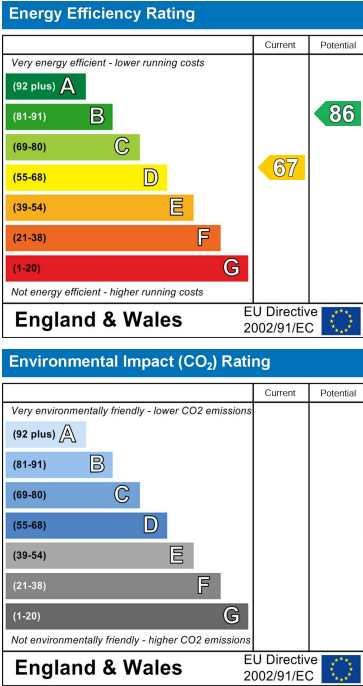 Energy Efficiency Rating
Current Potential
Very energy efficient - lower running costs
(92 plus) A
(81-91) B
86
(69-80) C
(55-68) D
67
(39-54) E
(21-38) F
(1-20) G
Not energy efficient - higher running costs
England & Wales
EU Directive
2002/91/EC
Environmental Impact (CO₂) Rating
Current Potential
Very environmentally friendly - lower CO2 emissions
(92 plus) A
(81-91) B
(69-80) C
(55-68) D
(39-54) E
(21-38) F
(1-20) G
Not environmentally friendly - higher CO2 emissions
England & Wales
EU Directive
2002/91/EC